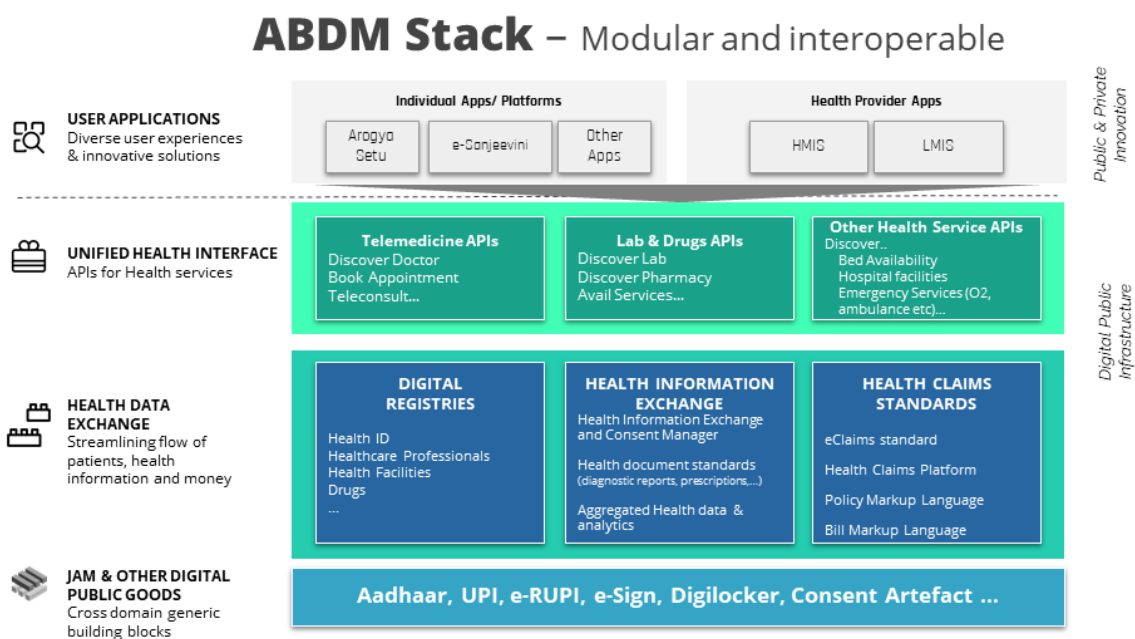 ABDM Stack – Modular and interoperable
Public & Private
Innovation
USER APPLICATIONS
Diverse user experiences
& innovative solutions
Individual Apps/ Platforms
Arogya
Setu
e-Sanjeevini
Other
Apps
Health Provider Apps
HMIS
LMIS
UNIFIED HEALTH INTERFACE
APIs for Health services
Telemedicine APIs
Discover Doctor
Book Appointment
Teleconsult...
Lab & Drugs APIs
Discover Lab
Discover Pharmacy
Avail Services...
Other Health Service APIs
Discover..
Bed Availability
Hospital facilities
Emergency Services (O2,
ambulance etc)...
Digital Public
Infrastructure
HEALTH DATA
EXCHANGE
Streamlining flow of
patients, health
information and money
DIGITAL
REGISTRIES
Health ID
Healthcare Professionals
Health Facilities
Drugs
...
HEALTH INFORMATION
EXCHANGE
Health Information Exchange
and Consent Manager
Health document standards
(diagnostic reports, prescriptions,...)
Aggregated Health data &
analytics
HEALTH CLAIMS
STANDARDS
eClaims standard
Health Claims Platform
Policy Markup Language
Bill Markup Language
JAM & OTHER DIGITAL
PUBLIC GOODS
Cross domain generic
building blocks
Aadhaar, UPI, e-RUPI, e-Sign, Digilocker, Consent Artefact ...